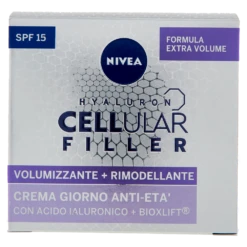 SPF 15
FORMULA
EXTRA VOLUME
NIVEA
HYALURON
CELLULAR
FILLER
VOLUMIZZANTE + RIMODELLANTE
CREMA GIORNO ANTI-ETA'
CON ACIDO IALURONICO + BIOXLIFT®